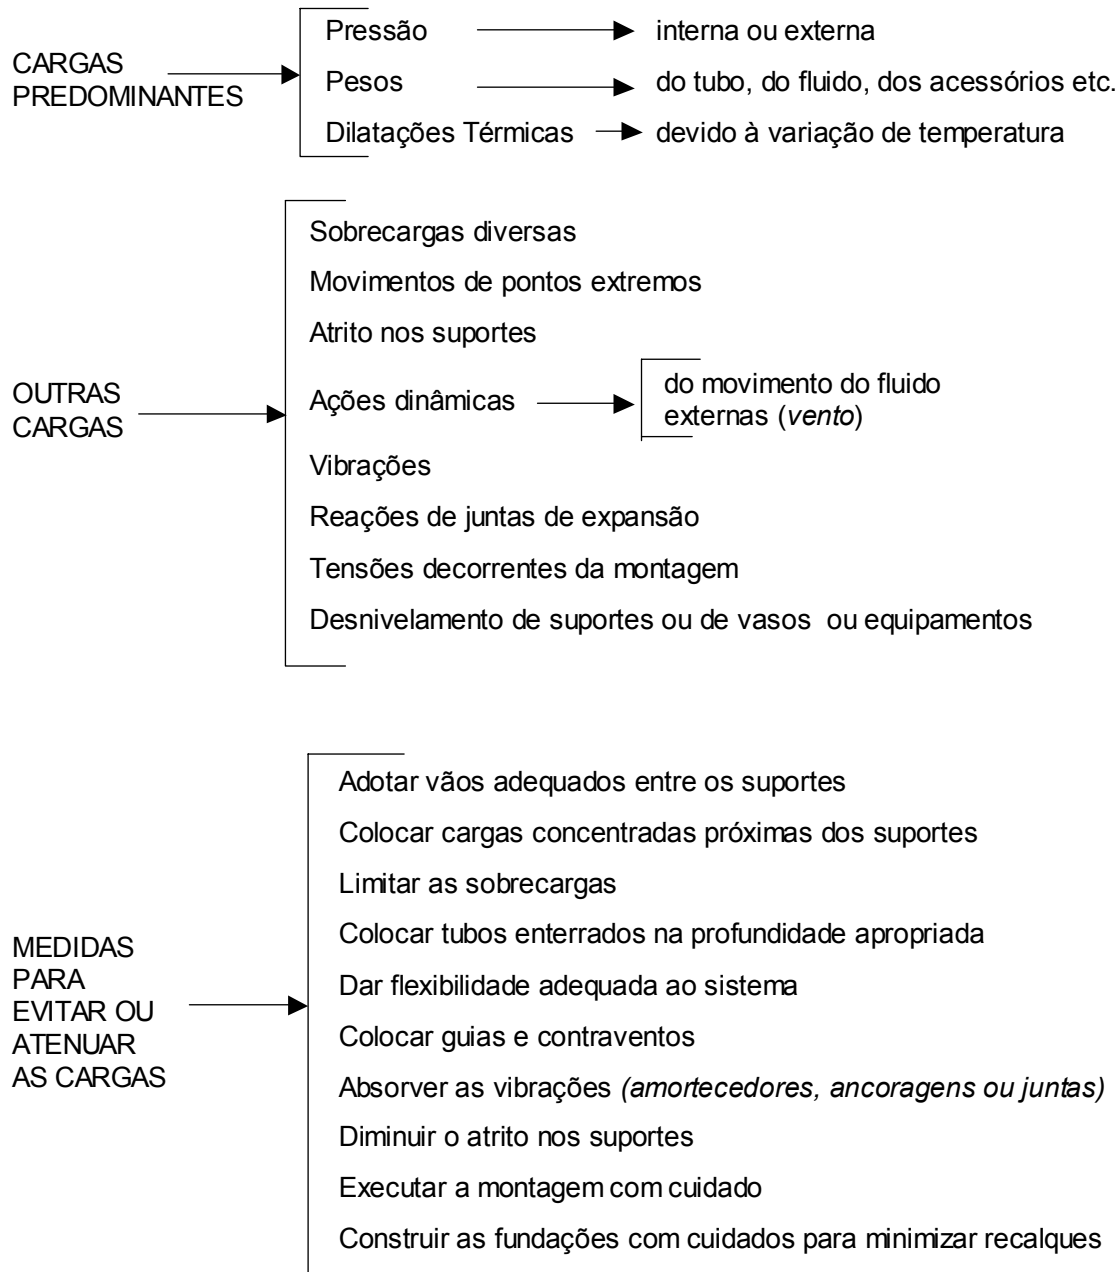 CARGAS
PREDOMINANTES
Pressão interna ou externa
Pesos do tubo, do fluido, dos acessórios etc.
Dilatações Térmicas devido à variação de temperatura
OUTRAS
CARGAS
Sobrecargas diversas
Movimentos de pontos extremos
Atrito nos suportes
Ações dinâmicas
do movimento do fluido
externas (vento)
Vibrações
Reações de juntas de expansão
Tensões decorrentes da montagem
Desnivelamento de suportes ou de vasos ou equipamentos
MEDIDAS
PARA
EVITAR OU
ATENUAR
AS CARGAS
Adotar vãos adequados entre os suportes
Colocar cargas concentradas próximas dos suportes
Limitar as sobrecargas
Colocar tubos enterrados na profundidade apropriada
Dar flexibilidade adequada ao sistema
Colocar guias e contraventos
Absorver as vibrações (amortecedores, ancoragens ou juntas)
Diminuir o atrito nos suportes
Executar a montagem com cuidado
Construir as fundações com cuidados para minimizar recalques